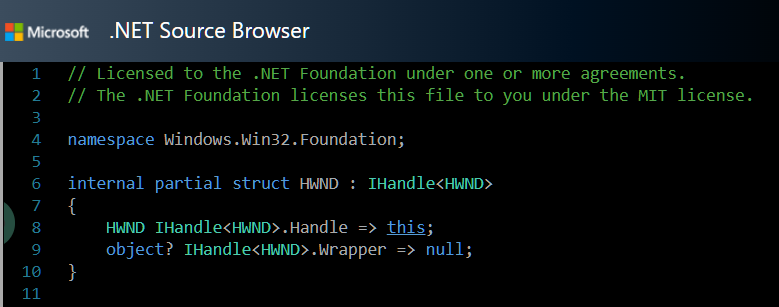 Microsoft .NET Source Browser
1 // Licensed to the .NET Foundation under one or more agreements.
2 // The .NET Foundation licenses this file to you under the MIT license.
3
4 namespace Windows.Win32.Foundation;
5
6 internal partial struct HWND : IHandle<HWND>
7 {
8     HWND IHandle<HWND>.Handle => this;
9     object? IHandle<HWND>.Wrapper => null;
10 }
11